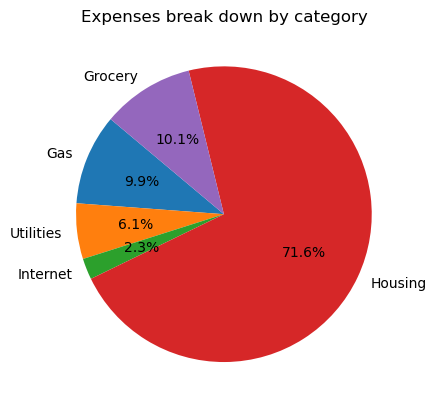 Expenses break down by category
Grocery
10.1%
Gas
9.9%
Utilities
6.1%
Internet
2.3%
71.6%
Housing